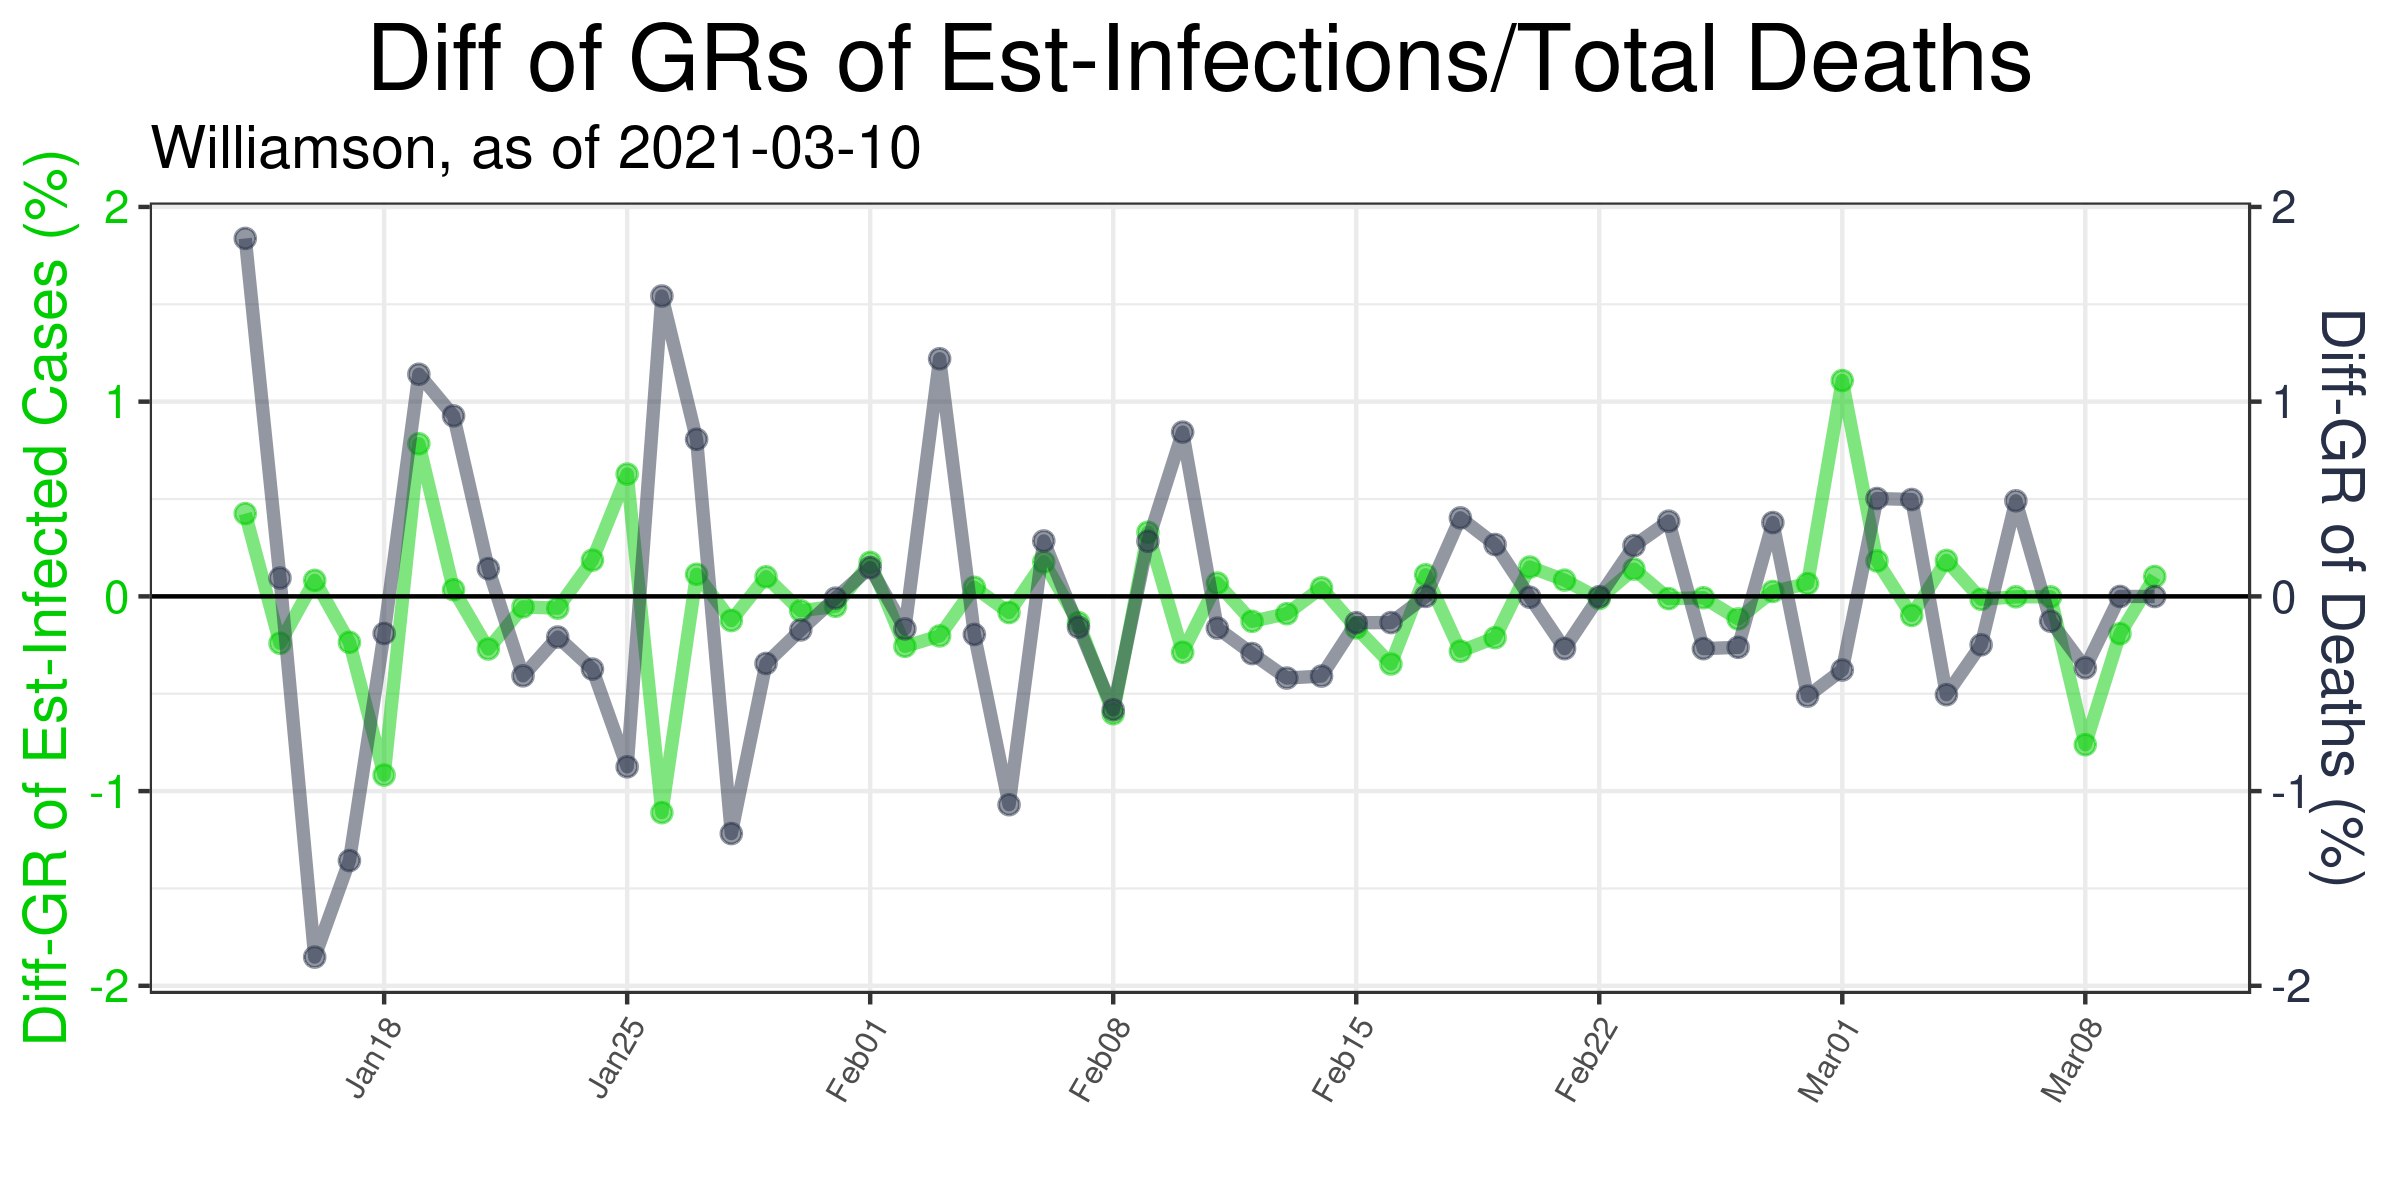 Diff of GRs of Est-Infections/Total Deaths
Williamson, as of 2021-03-10
Diff-GR of Est-Infected Cases (%)
2
1
0
-1
-2
2
1
0
-1
-2
Diff-GR of Deaths (%)
Jan18
Jan25
Feb01
Feb08
Feb15
Feb22
Mar01
Mar08